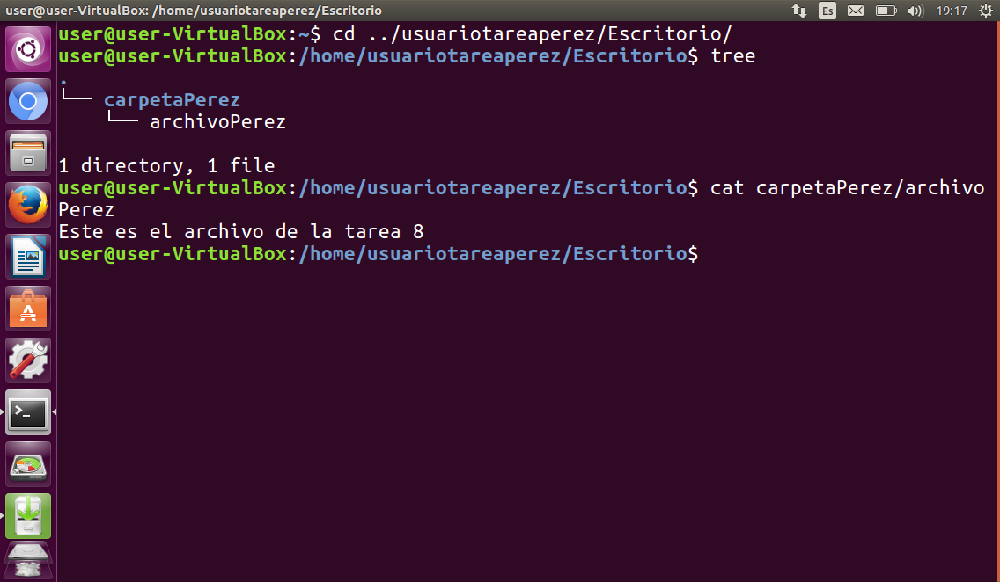 user@user-VirtualBox: /home/usuariotareaperez/Escritorio
Es
19:17
user@user-VirtualBox:~$ cd ../usuariotareaperez/Escritorio/
user@user-VirtualBox:/home/usuariotareaperez/Escritorio$ tree
.
└── carpetaPerez
    └── archivoPerez
1 directory, 1 file
user@user-VirtualBox:/home/usuariotareaperez/Escritorio$ cat carpetaPerez/archivo
Perez
Este es el archivo de la tarea 8
user@user-VirtualBox:/home/usuariotareaperez/Escritorio$